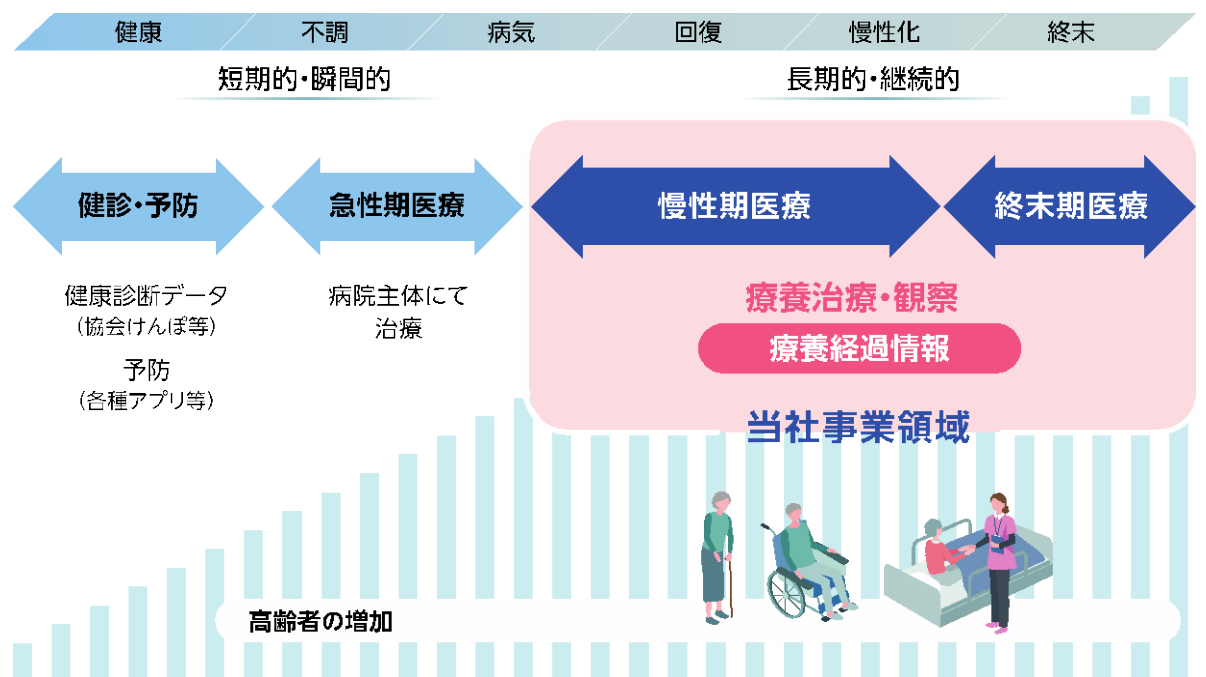 健康
不調
病気
回復
慢性化
終末
短期的・瞬間的
長期的・継続的
健診・予防
急性期医療
慢性期医療
終末期医療
健康診断データ
（協会けんぽ等）
予防
（各種アプリ等）
病院主体にて
治療
療養治療・観察
療養経過情報
当社事業領域
高齢者の増加